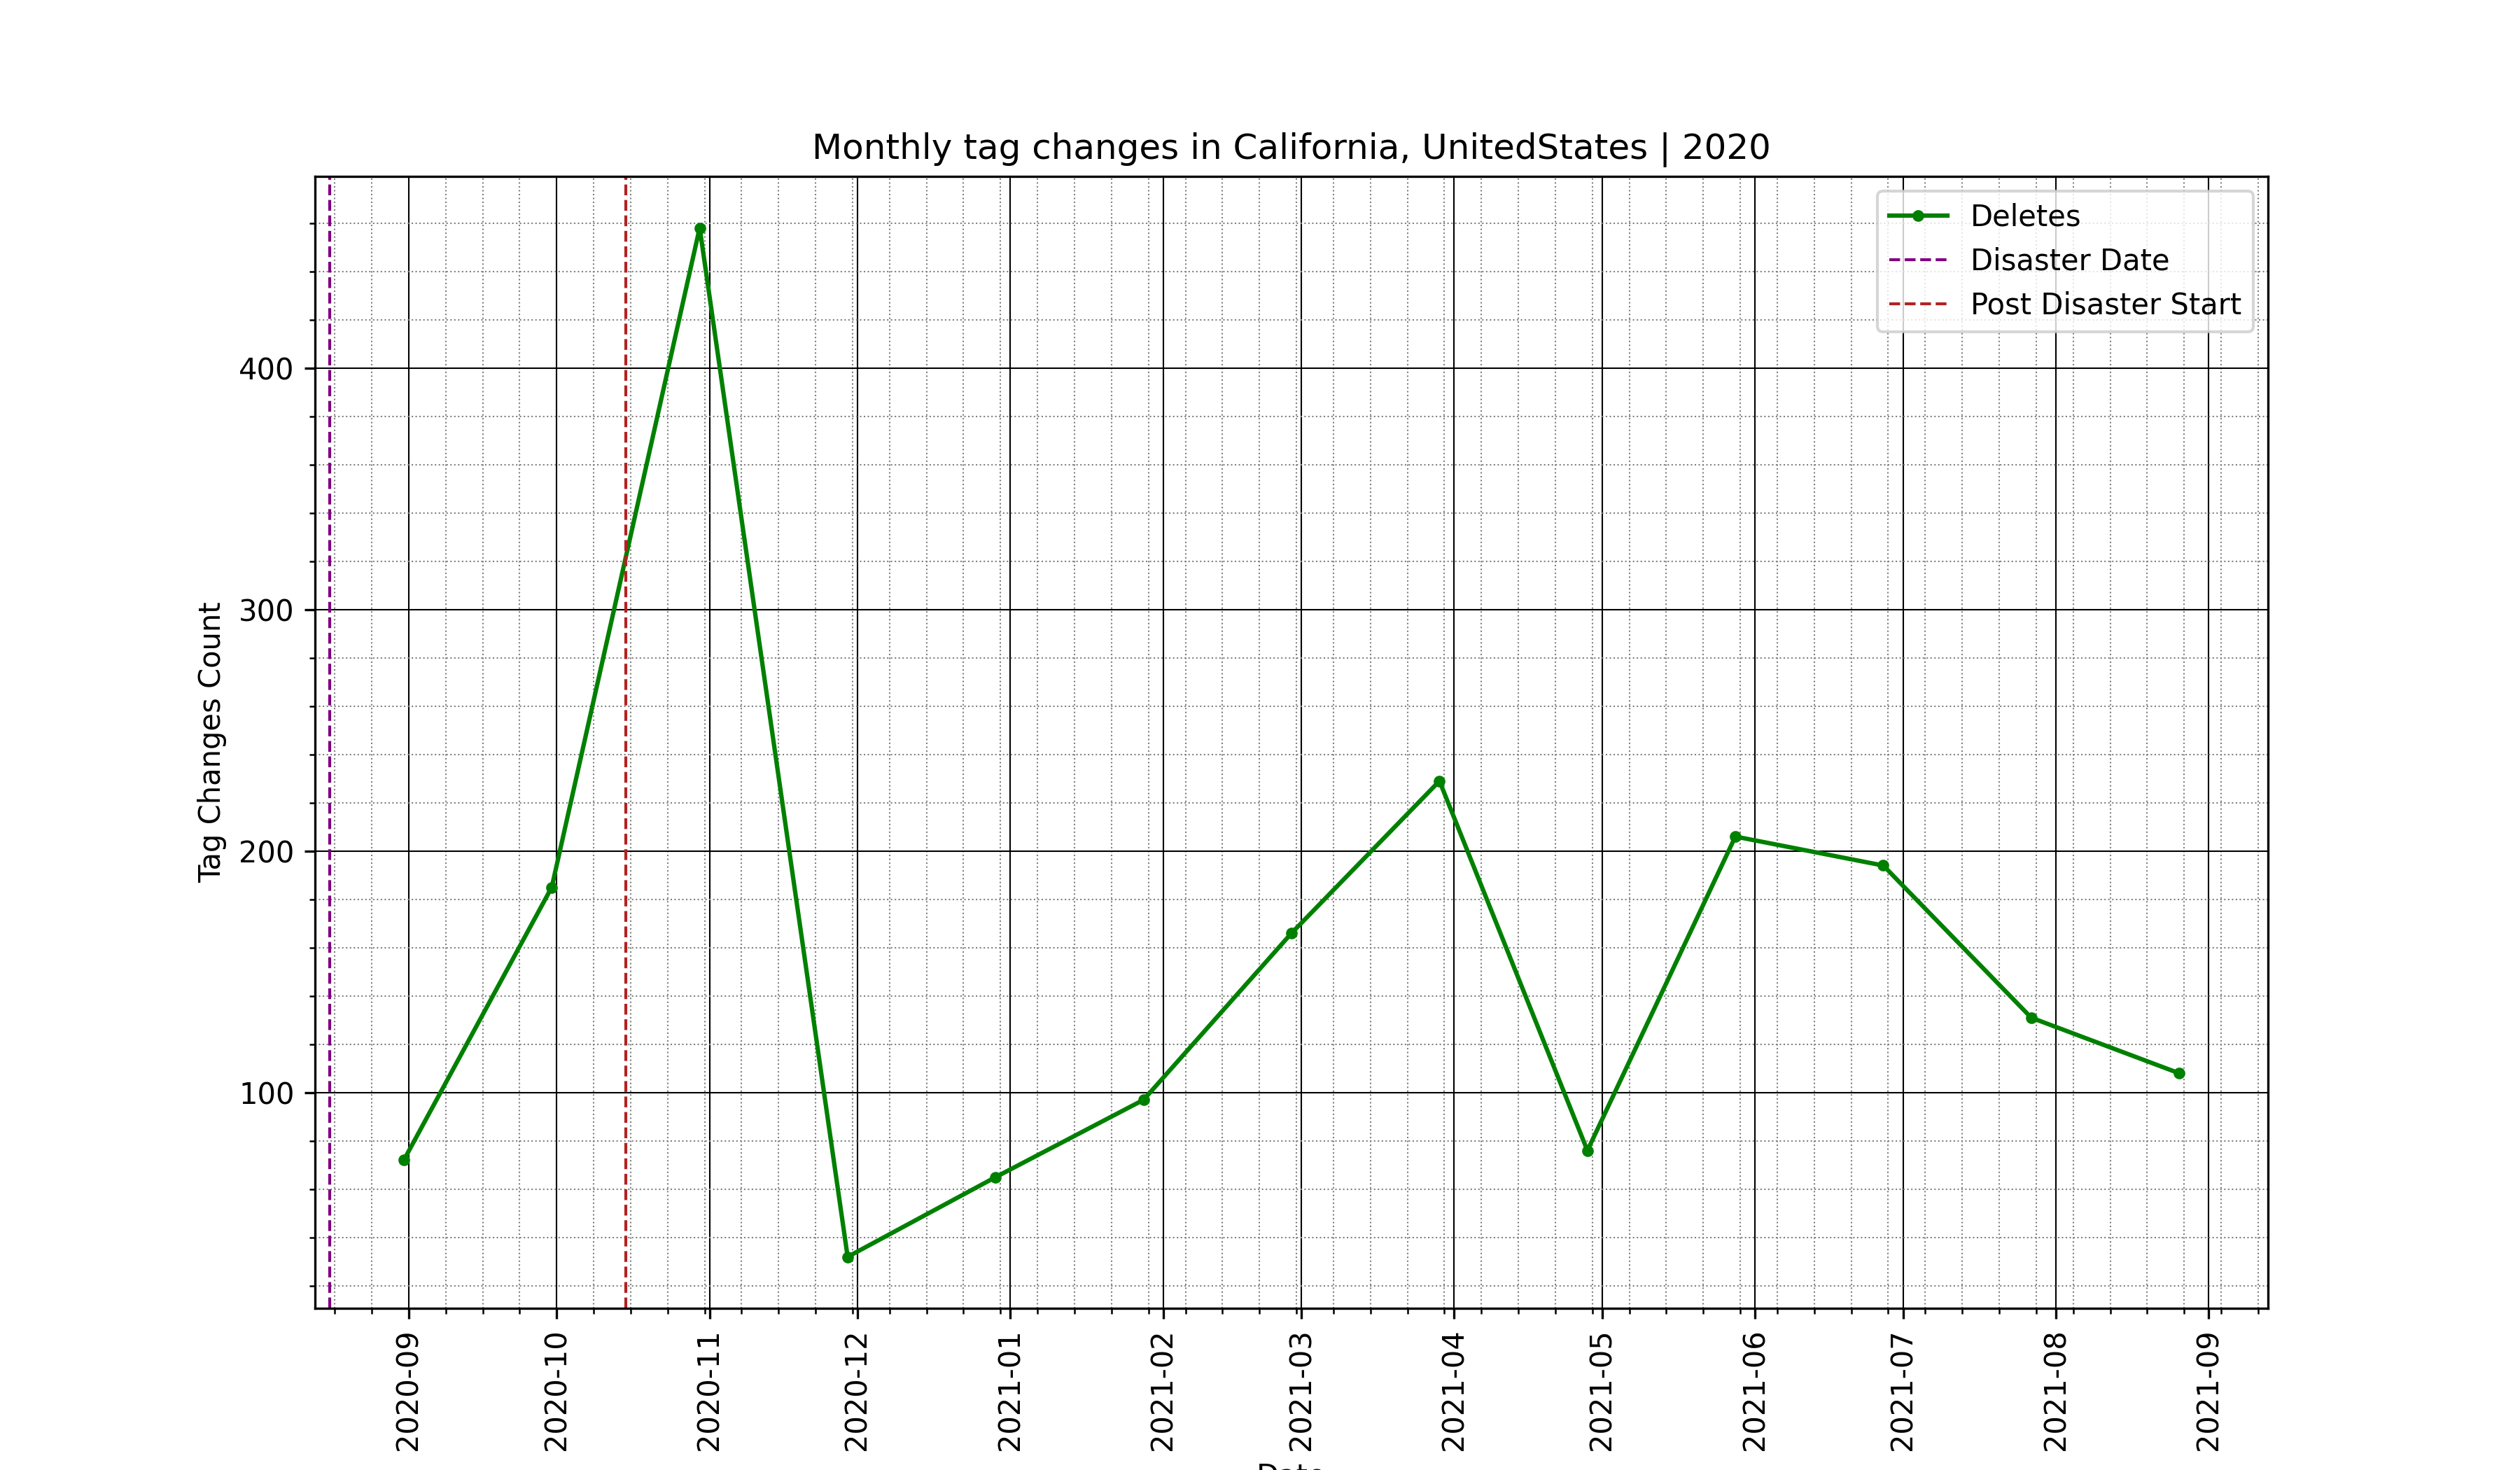 Monthly tag changes in California, UnitedStates | 2020
Deletes
Disaster Date
Post Disaster Start
Tag Changes Count
400
300
200
100
2020-09
2020-10
2020-11
2020-12
2021-01
2021-02
2021-03
2021-04
2021-05
2021-06
2021-07
2021-08
2021-09
Date